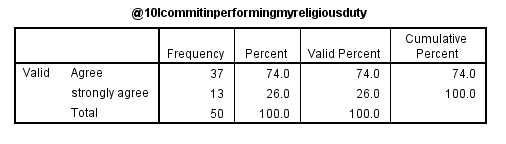 @10Icommitinperformingmyreligiousduty
Frequency Percent Valid Percent Cumulative Percent
Valid Agree 37 74.0 74.0 74.0
strongly agree 13 26.0 26.0 100.0
Total 50 100.0 100.0